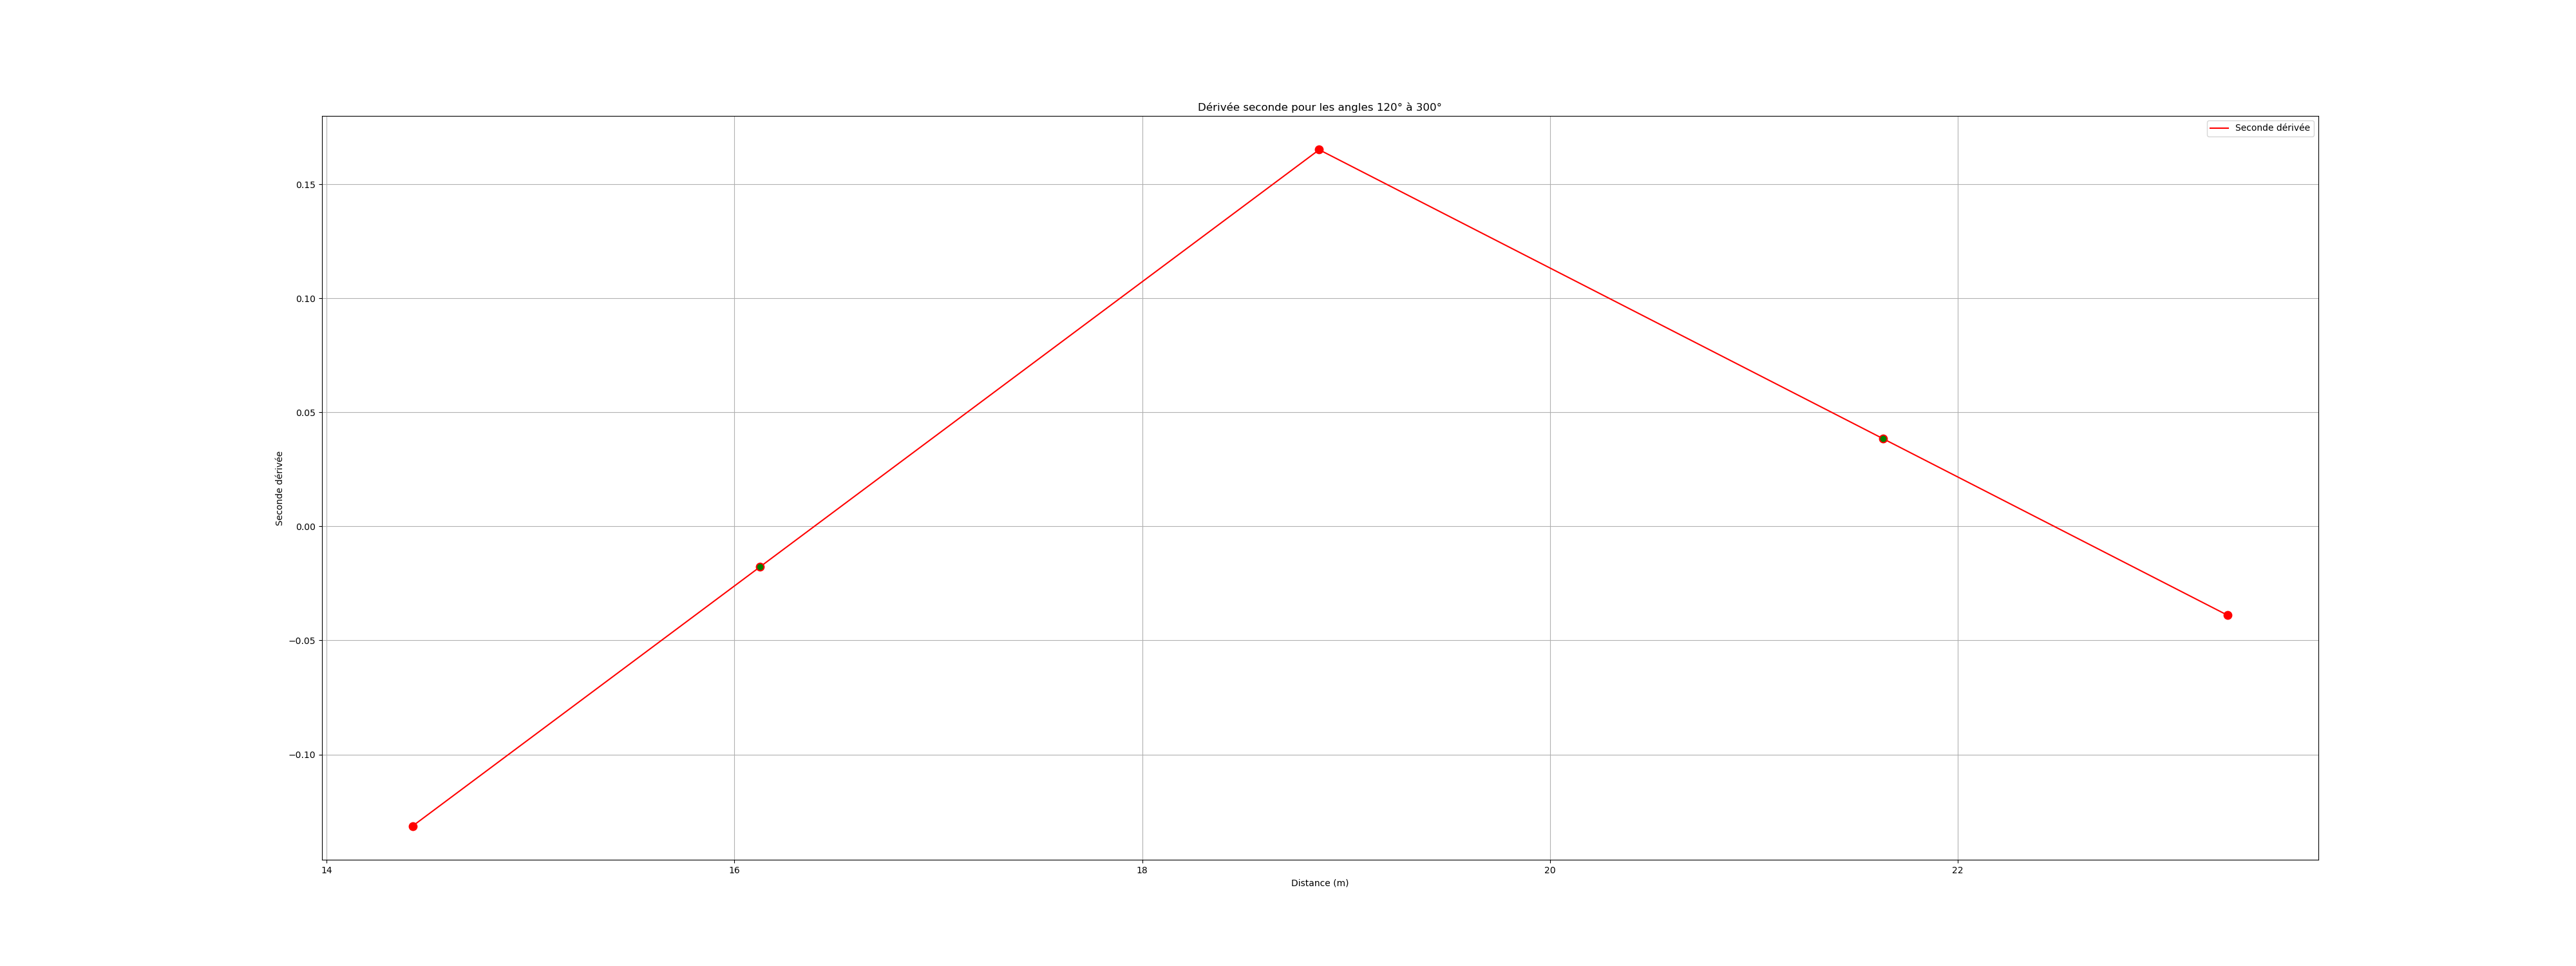 Dérivée seconde pour les angles 120° à 300°
Seconde dérivée
0.15
0.10
0.05
0.00
−0.05
−0.10
Seconde dérivée
14
16
18
20
22
Distance (m)